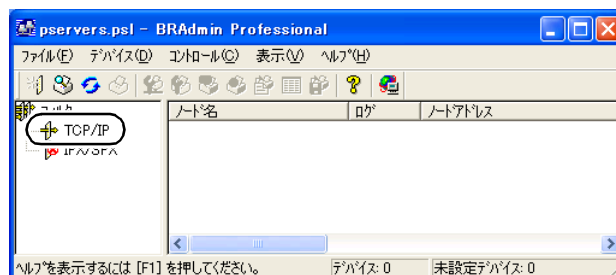 pservers.psl - BRAdmin Professional
ファイル(F) デバイス(D) コントロール(C) 表示(V) ヘルプ(H)
ノード名 ログ ノードアドレス
TCP/IP
ヘルプを表示するには [F1] を押してください。 デバイス: 0 未設定デバイス: 0